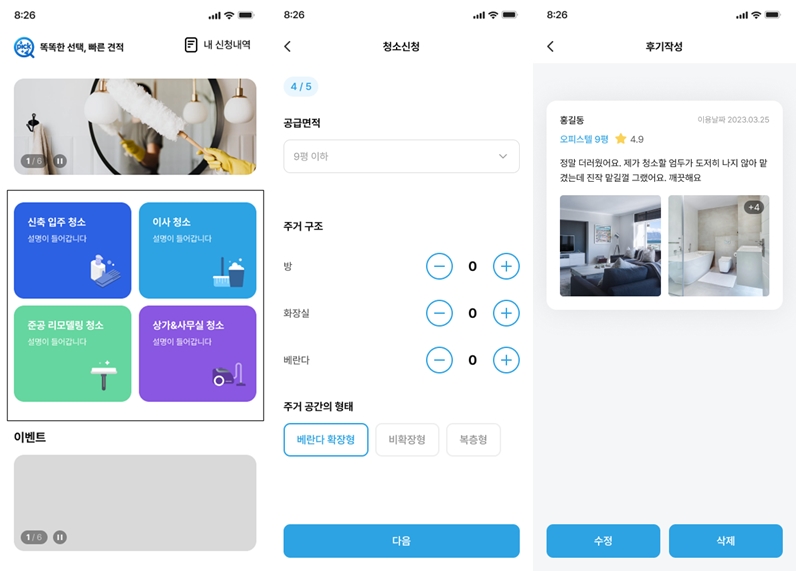 8:26
pick
똑똑한 선택, 빠른 견적
내 신청내역
1 / 6
신축 입주 청소
설명이 들어갑니다
이사 청소
설명이 들어갑니다
준공 리모델링 청소
설명이 들어갑니다
상가&사무실 청소
설명이 들어갑니다
이벤트
1 / 6
8:26
청소신청
4 / 5
공급면적
9평 이하
주거 구조
방
0
화장실
0
베란다
0
주거 공간의 형태
베란다 확장형
비확장형
복층형
다음
8:26
후기작성
홍길동
이용날짜 2023.03.25
오피스텔 9평
4.9
정말 더러웠어요. 제가 청소할 엄두가 도저히 나지 않아 맡
겼는데 진작 맡길껄 그랬어요. 깨끗해요
+4
수정
삭제